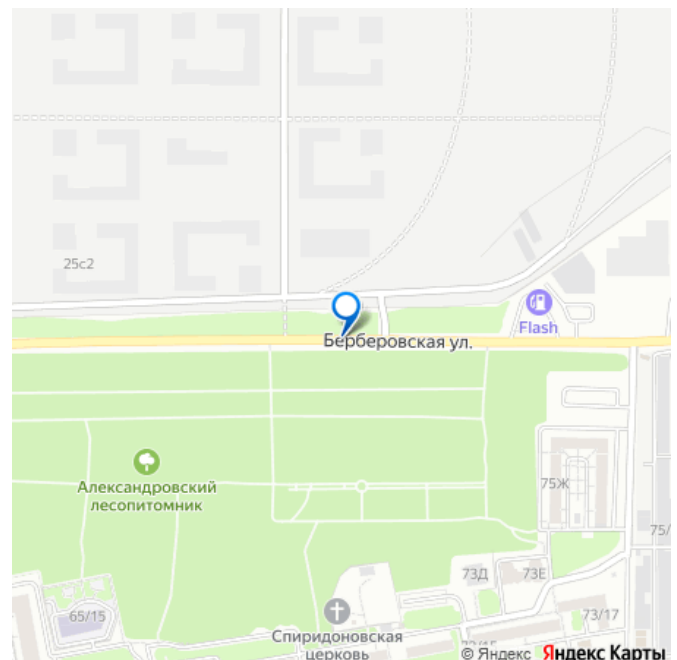 25с2
Flash
Берберовская ул.
Александровский
лесопитомник
75Ж
75/
73Д
73Е
65/15
73/17
Спиридоновская
церковь
© Яндекс Яндекс Карты